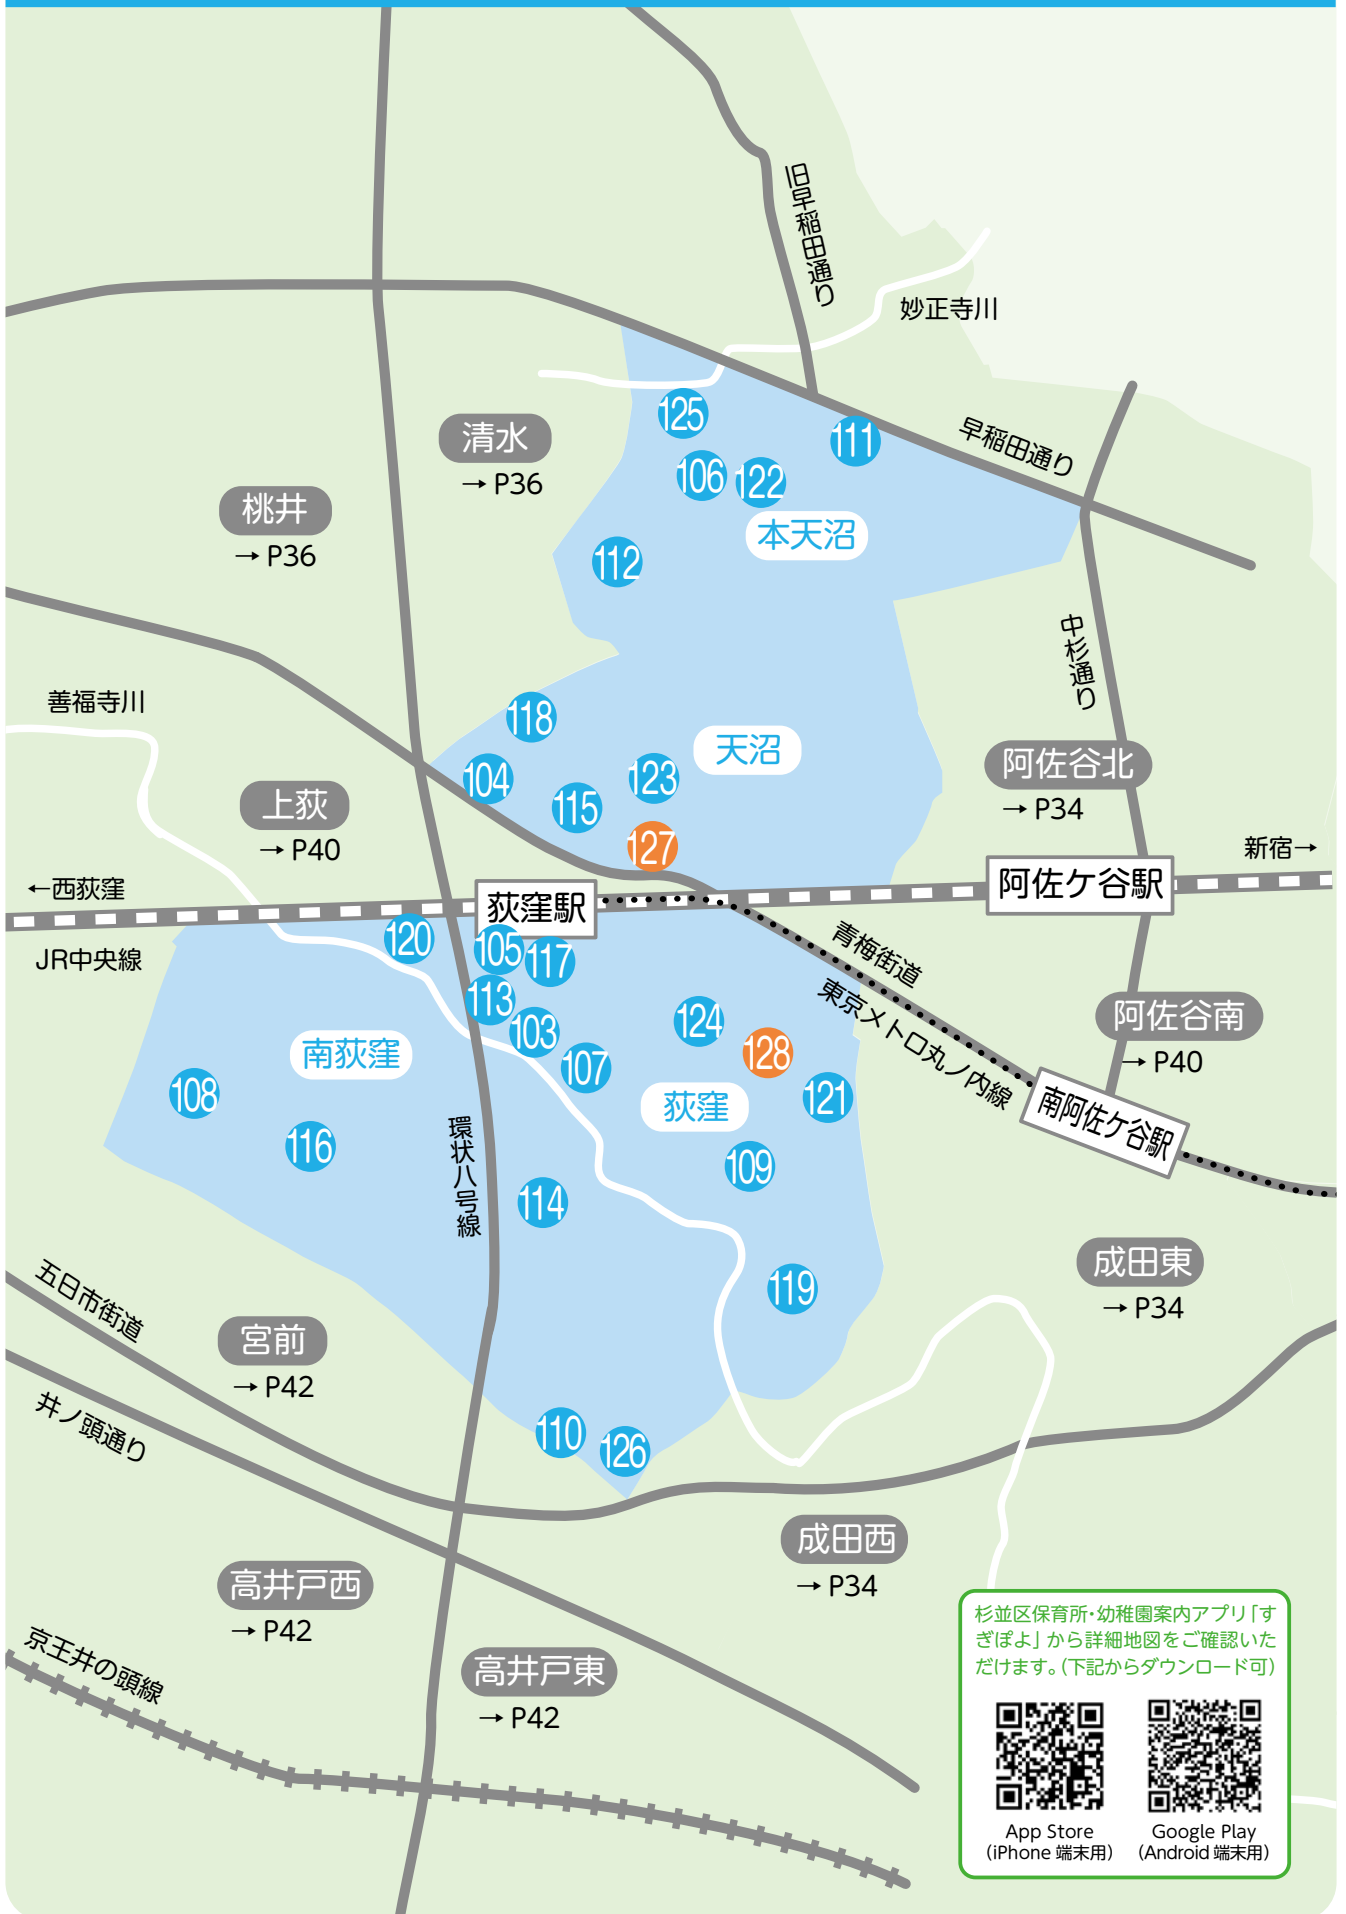 旧早稲田通り
妙正寺川
125
111
早稲田通り
清水
→ P36
106
122
本天沼
桃井
→ P36
112
中杉通り
善福寺川
118
天沼
阿佐谷北
→ P34
104
123
115
上荻
→ P40
127
新宿→
←西荻窪
荻窪駅
阿佐ケ谷駅
JR中央線
120
105
117
青梅街道
東京メトロ丸ノ内線
113
103
124
阿佐谷南
→ P40
128
南荻窪
107
108
荻窪
121
南阿佐ケ谷駅
116
環状八号線
109
114
成田東
→ P34
119
五日市街道
宮前
→ P42
井ノ頭通り
110
126
成田西
→ P34
高井戸西
→ P42
京王井の頭線
高井戸東
→ P42
杉並区保育所・幼稚園案内アプリ「す
ぎぽよ」から詳細地図をご確認いた
だけます。(下記からダウンロード可)
App Store
(iPhone 端末用)
Google Play
(Android 端末用)